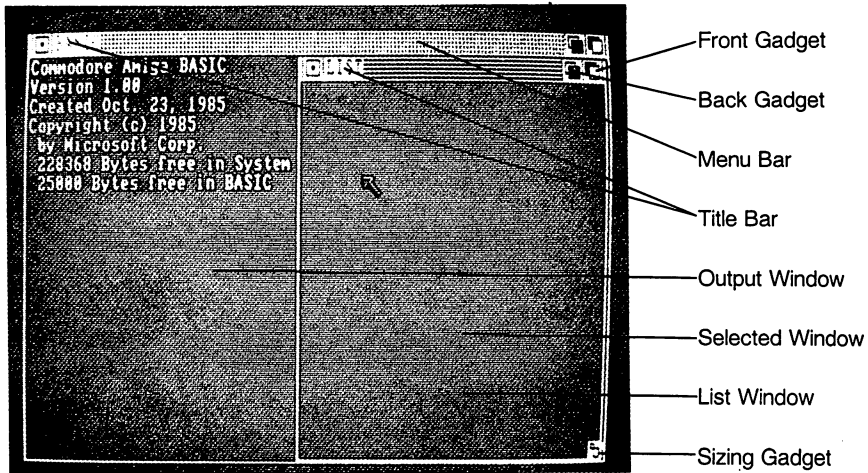 Commodore Amiga BASIC
Version 1.00
Created Oct. 23, 1985
Copyright (c) 1985
by Microsoft Corp.
228368 Bytes free in System
25000 Bytes free in BASIC
LIST
Front Gadget
Back Gadget
Menu Bar
Title Bar
Output Window
Selected Window
List Window
Sizing Gadget